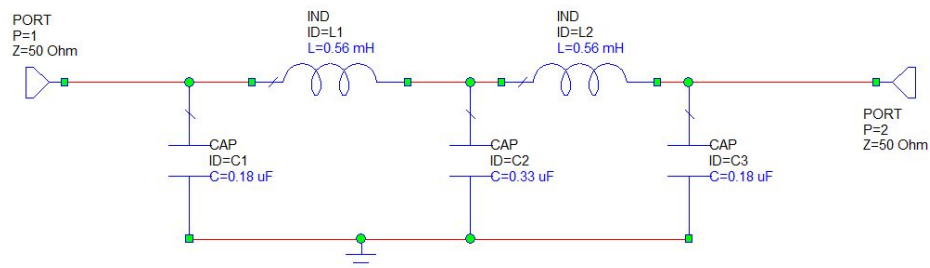 PORT
P=1
Z=50 Ohm
IND
ID=L1
L=0.56 mH
IND
ID=L2
L=0.56 mH
CAP
ID=C1
C=0.18 uF
CAP
ID=C2
C=0.33 uF
CAP
ID=C3
C=0.18 uF
PORT
P=2
Z=50 Ohm